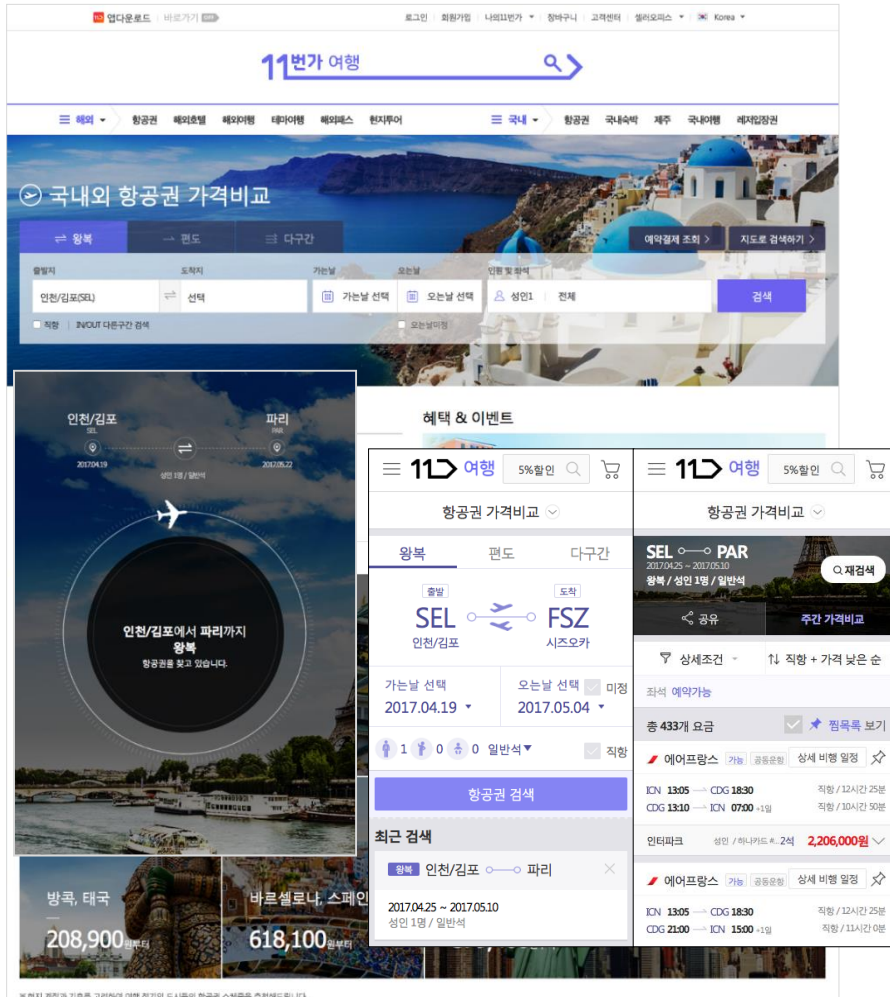 11 앱다운로드 바로가기 OFF 로그인 회원가입 나의11번가 장바구니 고객센터 셀러오피스 Korea
11번가 여행
해외 항공권 해외호텔 해외여행 테마여행 해외패스 현지투어 국내 항공권 국내숙박 제주 국내여행 레저입장권
국내외 항공권 가격비교
왕복 편도 다구간 예약결제 조회 지도로 검색하기
출발지 도착지 가는날 오는날 인원 및 좌석
인천/김포(SEL) 선택 가는날 선택 오는날 선택 성인1 전체 검색
직항 IN/OUT 다른구간 검색 오는날미정
혜택 & 이벤트
인천/김포 파리
SEL PAR
2017.04.19 2017.05.22
성인 1명 / 일반석
인천/김포에서 파리까지
왕복
항공권을 찾고 있습니다.
11 여행 5%할인
항공권 가격비교
왕복 편도 다구간
출발 도착
SEL FSZ
인천/김포 시즈오카
가는날 선택 오는날 선택 미정
2017.04.19 2017.05.04
1 0 0 일반석 직항
항공권 검색
최근 검색
왕복 인천/김포 파리
2017.04.25 ~ 2017.05.10
성인 1명 / 일반석
11 여행 5%할인
항공권 가격비교
SEL PAR
2017.04.25 ~ 2017.05.10
왕복 / 성인 1명 / 일반석
재검색
공유 주간 가격비교
상세조건 직항 + 가격 낮은 순
좌석 예약가능
총 433개 요금 찜목록 보기
에어프랑스 가능 공동운항 상세 비행 일정
ICN 13:05 → CDG 18:30 직항 / 12시간 25분
CDG 13:10 → ICN 07:00 +1일 직항 / 10시간 50분
인터파크 성인 / 하나카드 #.. 2석 2,206,000원
에어프랑스 가능 공동운항 상세 비행 일정
ICN 13:05 → CDG 18:30 직항 / 12시간 25분
CDG 21:00 → ICN 15:00 +1일 직항 / 11시간 0분
방콕, 태국
208,900원부터
바르셀로나, 스페인
618,100원부터